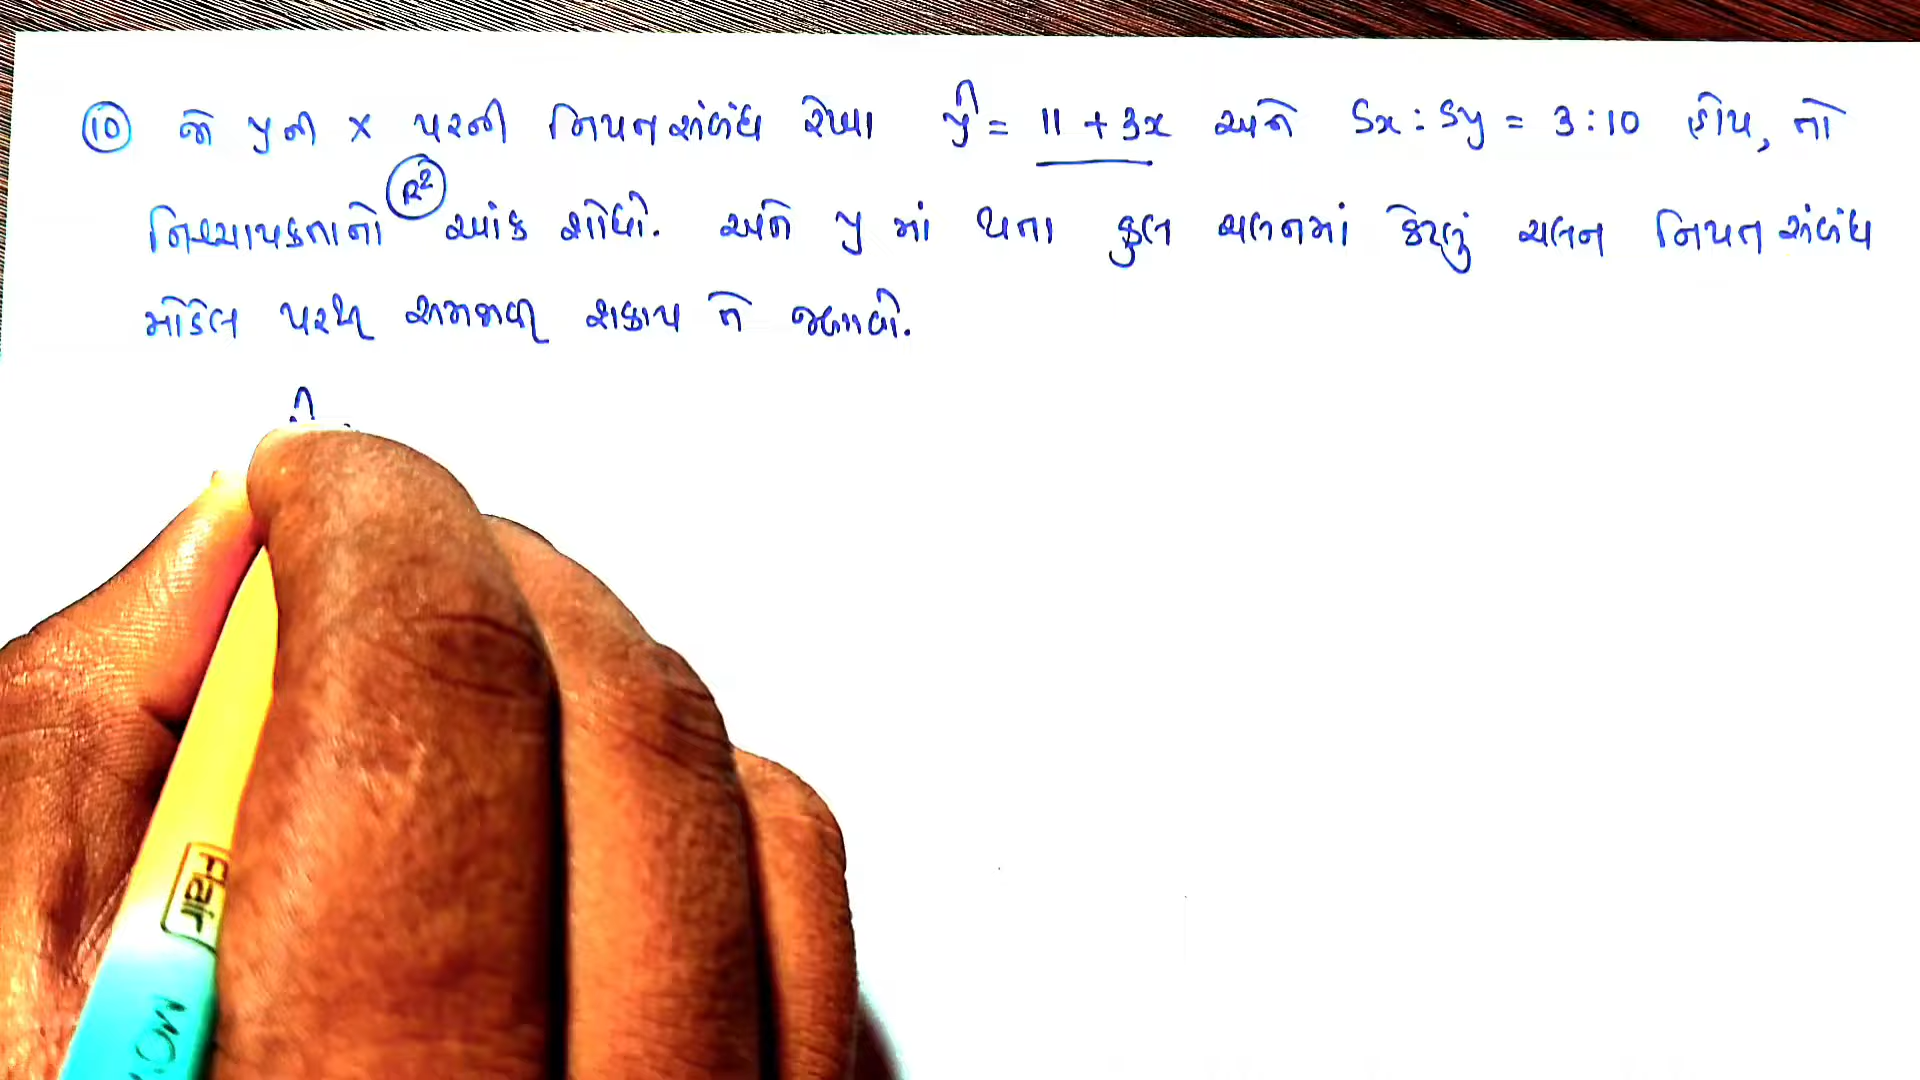 (10) જો y ની x પરની નિયતસંબંધ રેખા ŷ = 11 + 3x અને Sx : Sy = 3 : 10 હોય, તો
નિશ્ચાયકતાનો R² આંક શોધો. અને y માં થતા કુલ ચલનમાં કેટલું ચલન નિયતસંબંધ
મોડેલ પરથી સમજાવી શકાય તે જણાવો.
Flair